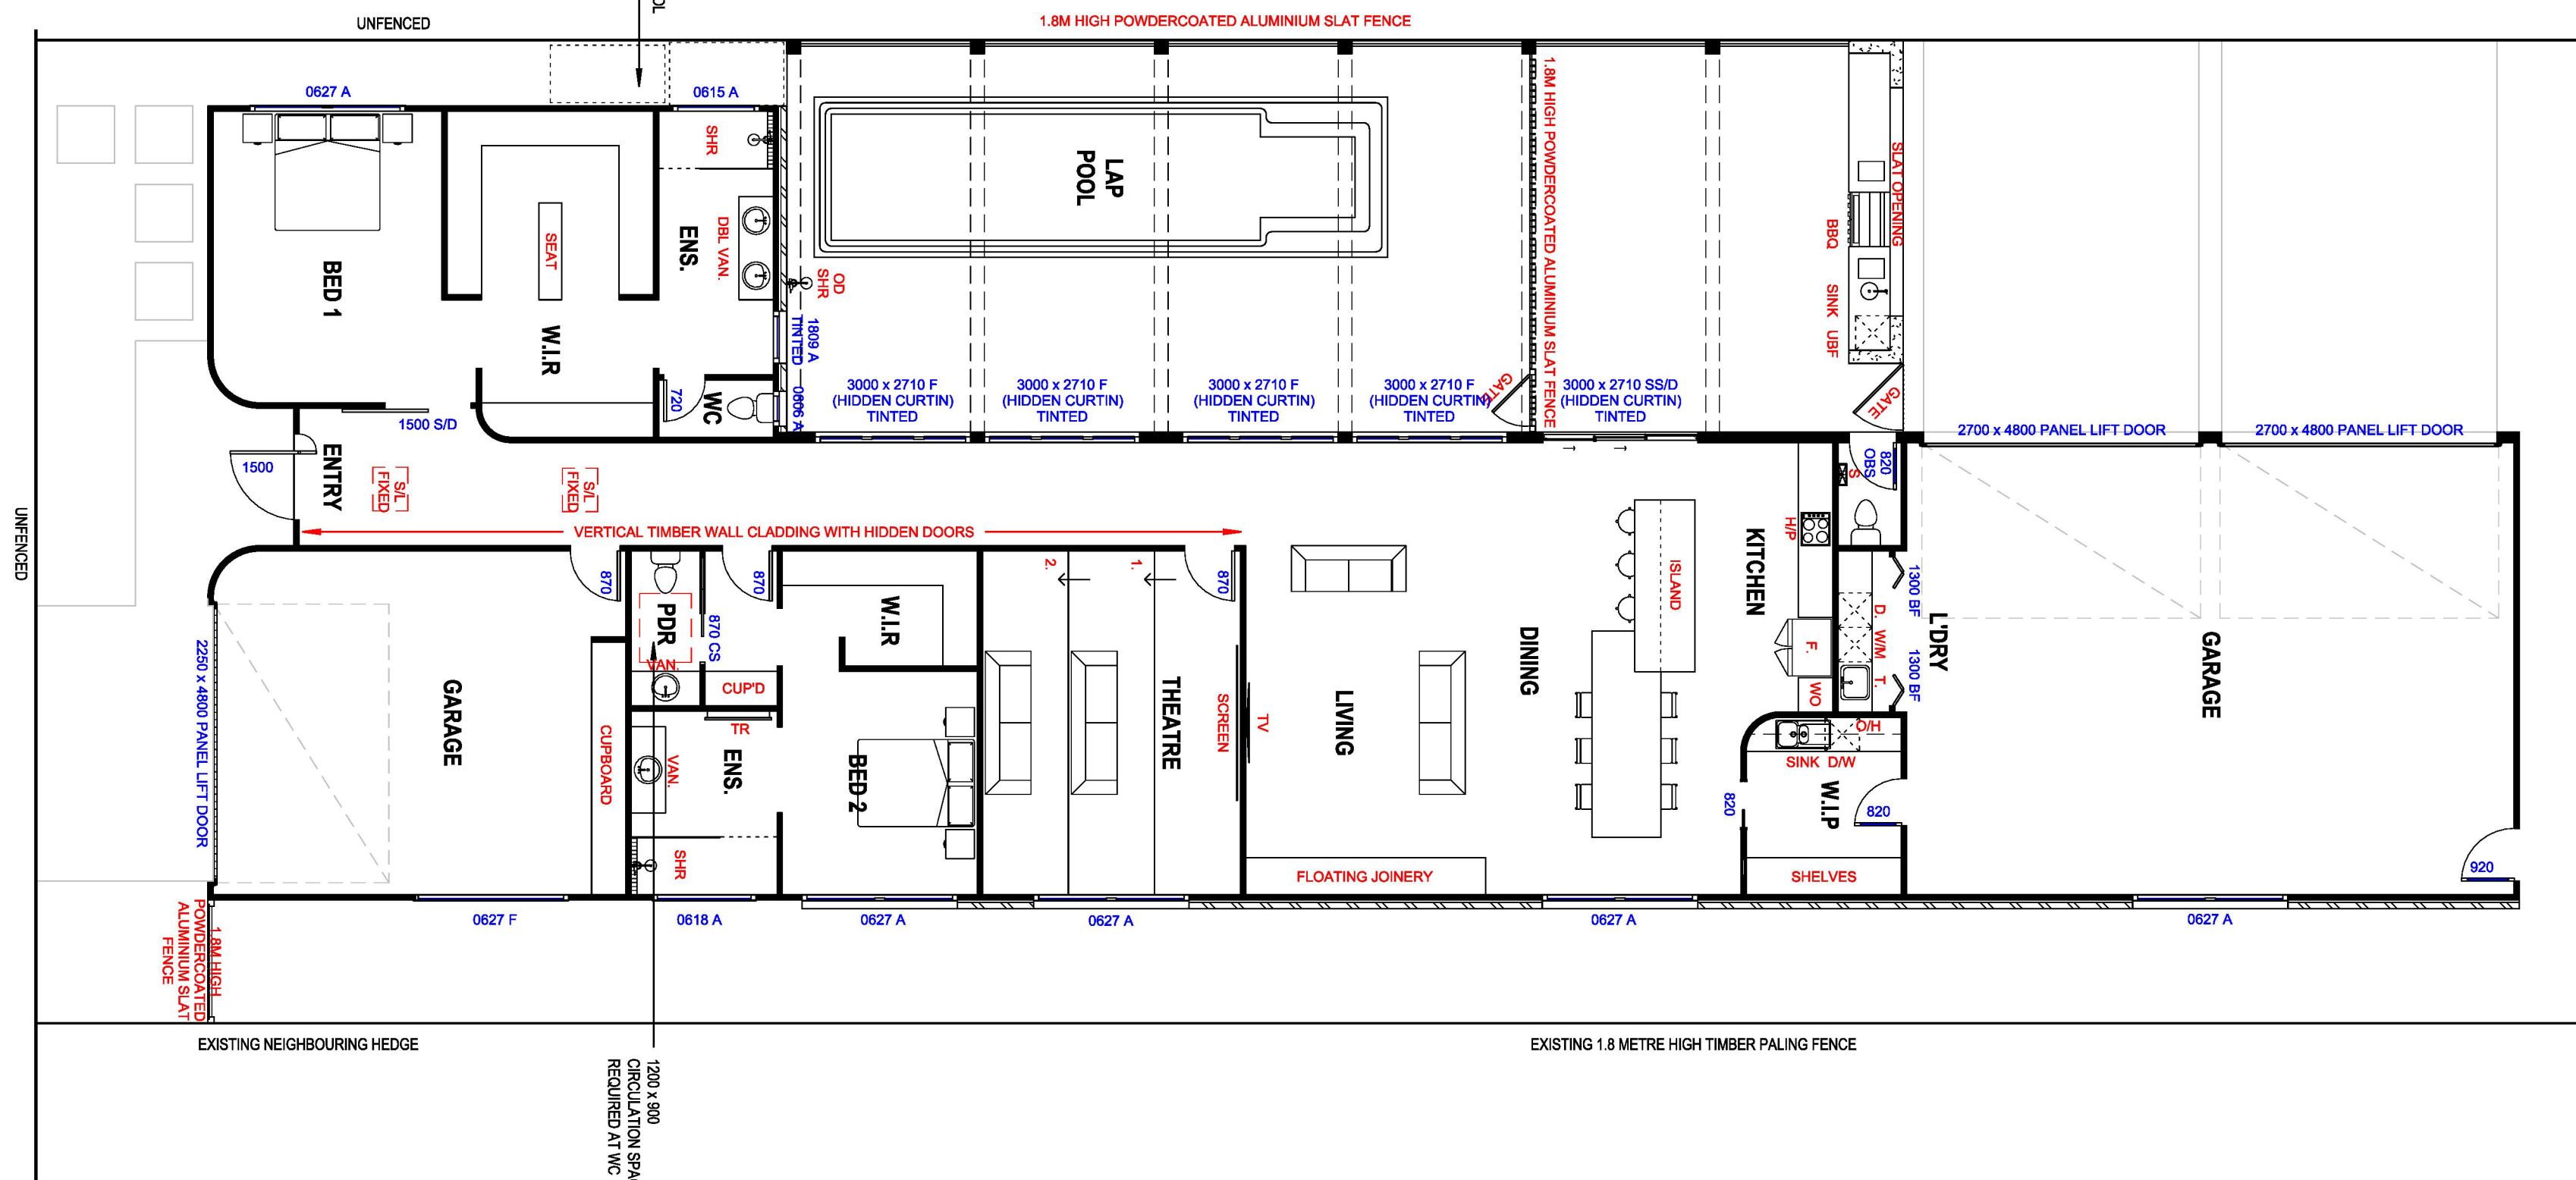 UNFENCED
OL
1.8M HIGH POWDERCOATED ALUMINIUM SLAT FENCE
0627 A
0615 A
SHR
DBL VAN.
ENS.
SEAT
W.I.R
BED 1
LAP
POOL
OD
SHR
1.8M HIGH POWDERCOATED ALUMINIUM SLAT FENCE
SLAT OPENING
BBQ
SINK
UBF
1809 A
TINTED
0806 A
720
WC
3000 x 2710 F
(HIDDEN CURTIN)
TINTED
3000 x 2710 F
(HIDDEN CURTIN)
TINTED
3000 x 2710 F
(HIDDEN CURTIN)
TINTED
3000 x 2710 F
(HIDDEN CURTIN)
TINTED
GATE
3000 x 2710 SS/D
(HIDDEN CURTIN)
TINTED
GATE
2700 x 4800 PANEL LIFT DOOR
2700 x 4800 PANEL LIFT DOOR
1500 S/D
1500
ENTRY
S/L
FIXED
S/L
FIXED
VERTICAL TIMBER WALL CLADDING WITH HIDDEN DOORS
820
OBS
S
H/P
KITCHEN
ISLAND
UNFENCED
870
PDR
VAN.
870 CS
870
CUP'D
W.I.R
2.
1.
870
1300 BF
1300 BF
D.
W/M
T.
L'DRY
F.
WO
DINING
LIVING
TV
SCREEN
THEATRE
GARAGE
GARAGE
2250 x 4800 PANEL LIFT DOOR
CUPBOARD
TR
VAN.
ENS.
SHR
BED 2
O/H
SINK D/W
W.I.P
820
820
SHELVES
FLOATING JOINERY
920
0627 F
0618 A
0627 A
0627 A
0627 A
0627 A
1.8M HIGH
POWDERCOATED
ALUMINIUM SLAT
FENCE
EXISTING NEIGHBOURING HEDGE
EXISTING 1.8 METRE HIGH TIMBER PALING FENCE
1200 x 900
CIRCULATION SPA
REQUIRED AT WC